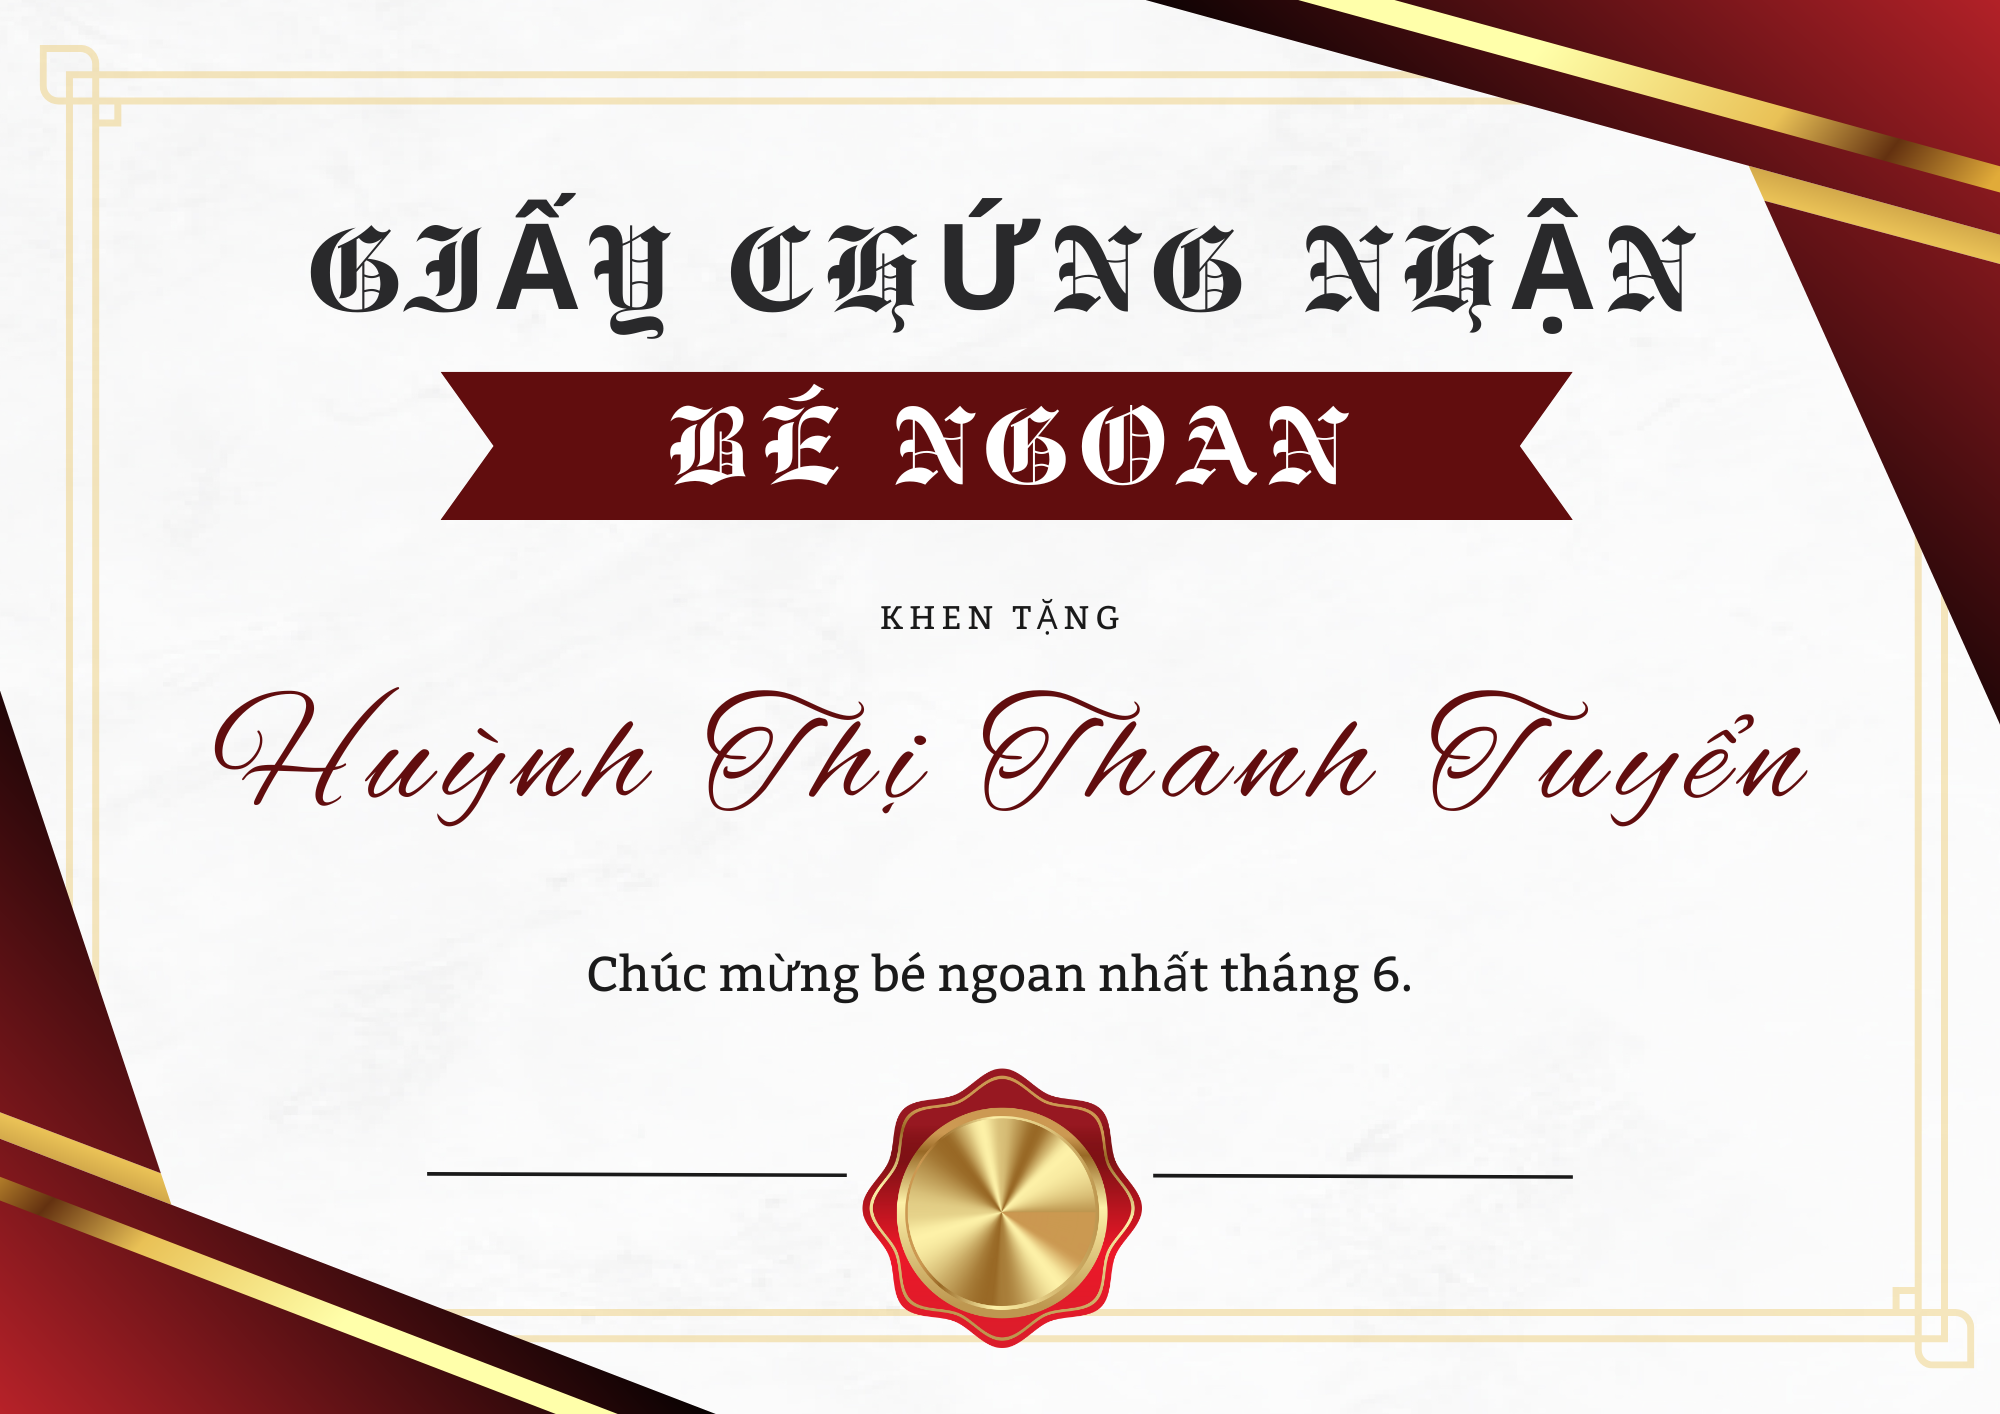 GIẤY CHỨNG NHẬN
BÉ NGOAN
KHEN TẶNG
Huỳnh Thị Thanh Tuyển
Chúc mừng bé ngoan nhất tháng 6.